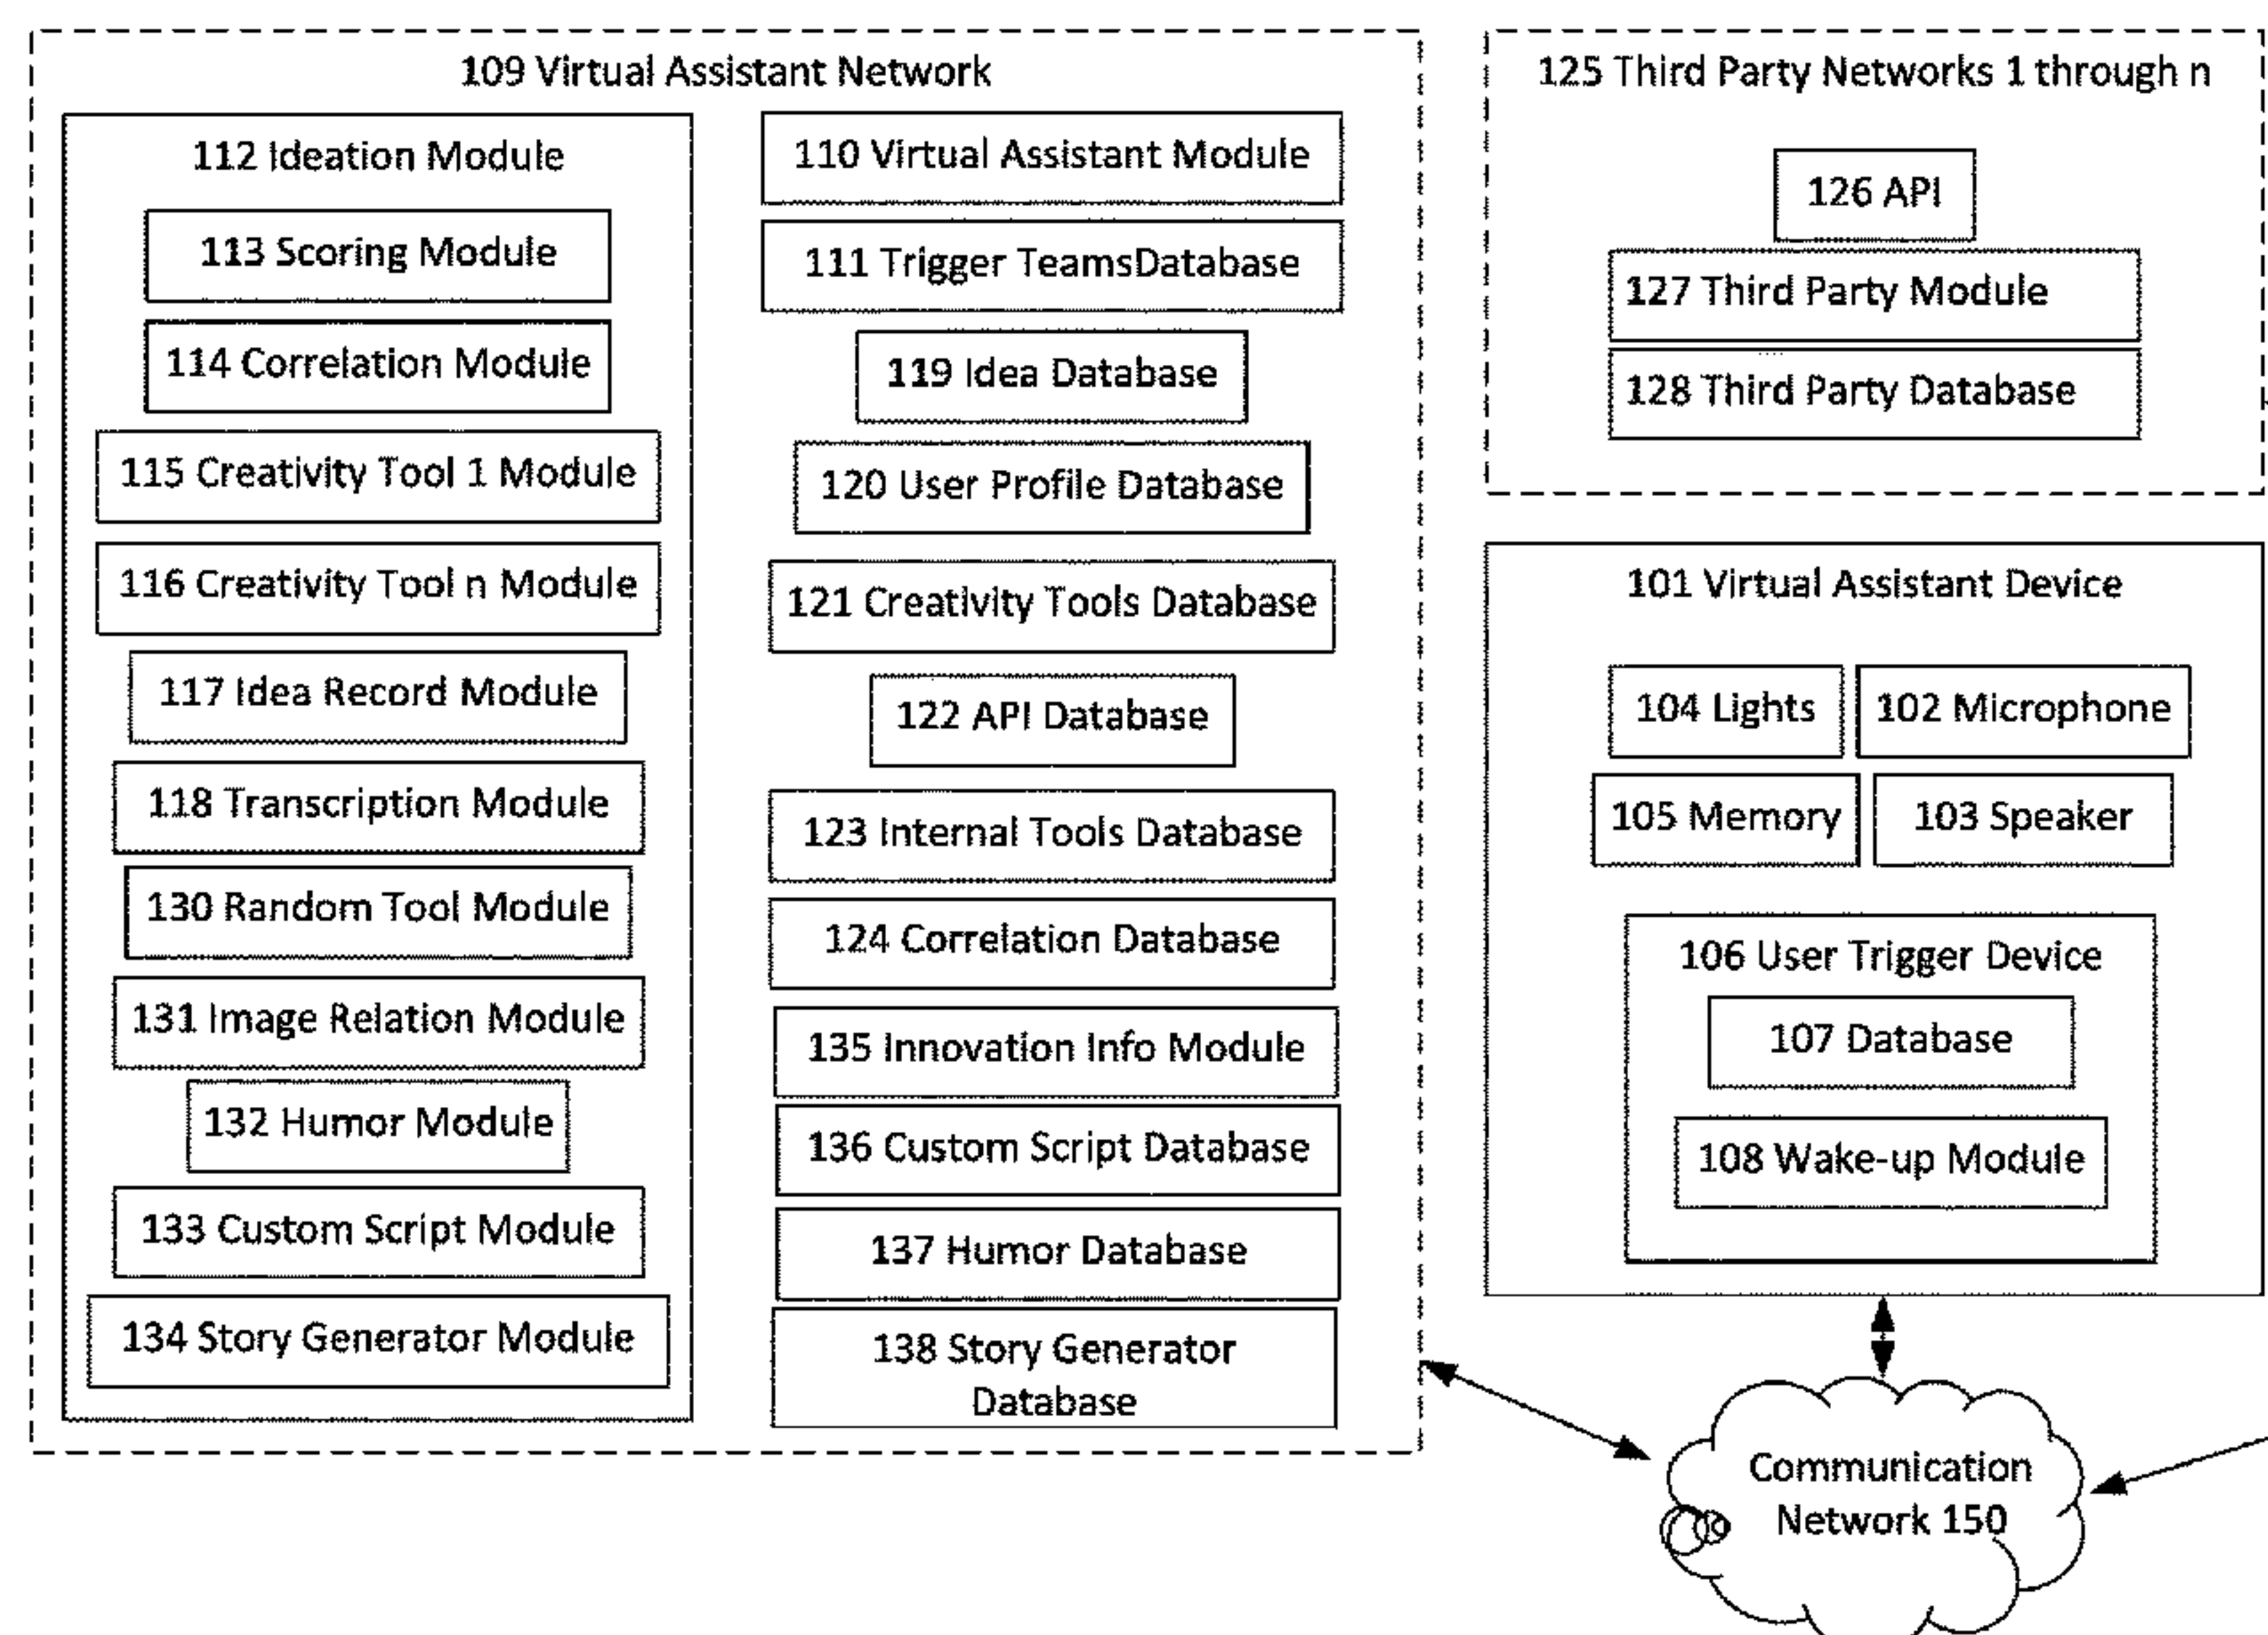 109 Virtual Assistant Network
112 Ideation Module
113 Scoring Module
114 Correlation Module
115 Creativity Tool 1 Module
116 Creativity Tool n Module
117 Idea Record Module
118 Transcription Module
130 Random Tool Module
131 Image Relation Module
132 Humor Module
133 Custom Script Module
134 Story Generator Module
110 Virtual Assistant Module
111 Trigger TeamsDatabase
119 Idea Database
120 User Profile Database
121 Creativity Tools Database
122 API Database
123 Internal Tools Database
124 Correlation Database
135 Innovation Info Module
136 Custom Script Database
137 Humor Database
138 Story Generator
Database
125 Third Party Networks 1 through n
126 API
127 Third Party Module
128 Third Party Database
101 Virtual Assistant Device
104 Lights
102 Microphone
105 Memory
103 Speaker
106 User Trigger Device
107 Database
108 Wake-up Module
Communication
Network 150